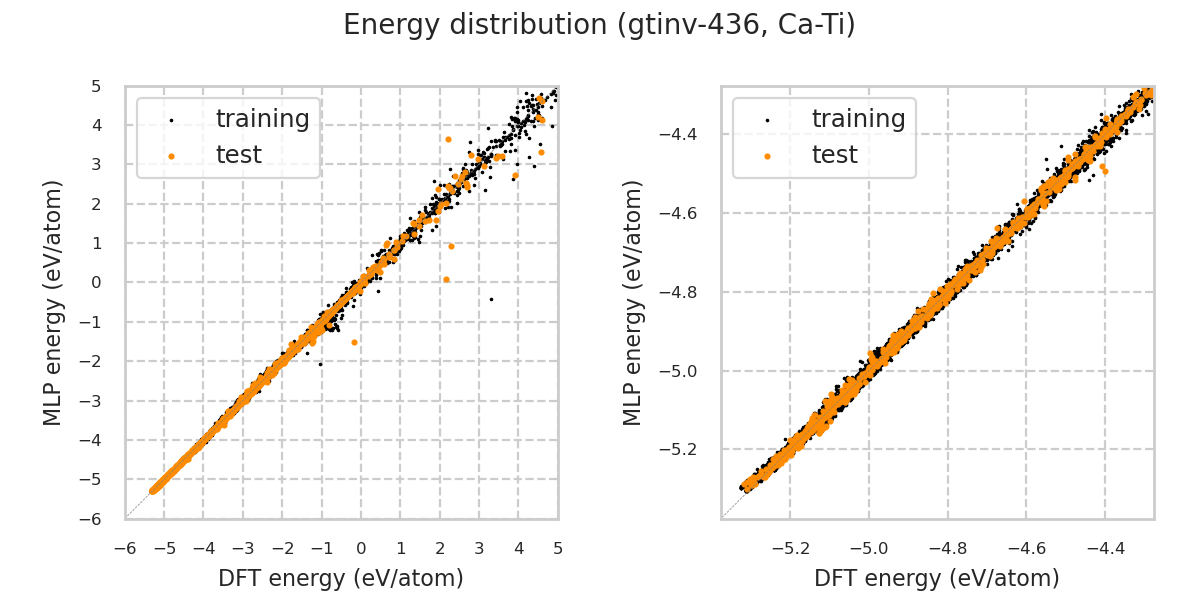 Energy distribution (gtinv-436, Ca-Ti)
training
test
5
4
3
2
1
0
−1
−2
−3
−4
−5
−6
−6 −5 −4 −3 −2 −1 0 1 2 3 4 5
DFT energy (eV/atom)
MLP energy (eV/atom)
training
test
−4.4
−4.6
−4.8
−5.0
−5.2
−5.2 −5.0 −4.8 −4.6 −4.4
DFT energy (eV/atom)
MLP energy (eV/atom)